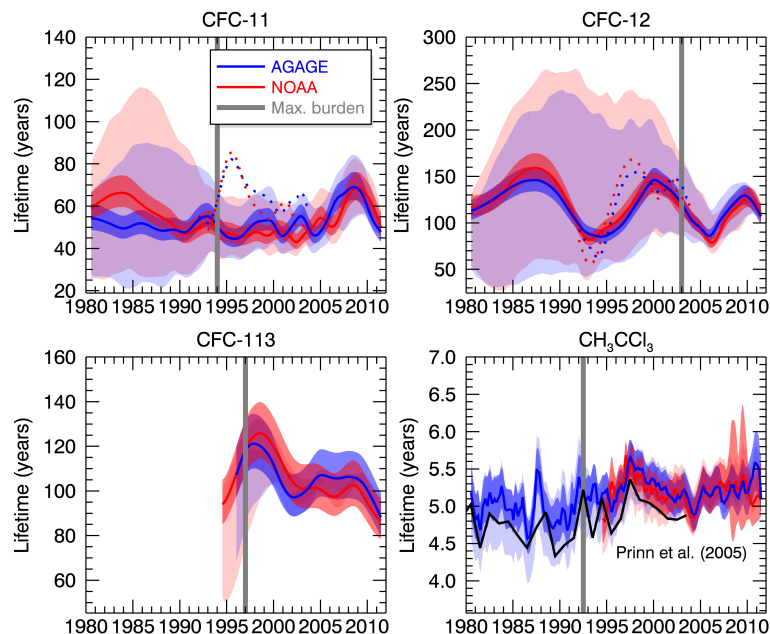 CFC-11
CFC-12
Lifetime (years)
140
120
100
80
60
40
20
AGAGE
NOAA
Max. burden
1980 1985 1990 1995 2000 2005 2010
Lifetime (years)
300
250
200
150
100
50
1980 1985 1990 1995 2000 2005 2010
CFC-113
CH₃CCl₃
Lifetime (years)
160
140
120
100
80
60
1980 1985 1990 1995 2000 2005 2010
Lifetime (years)
7.0
6.5
6.0
5.5
5.0
4.5
4.0
Prinn et al. (2005)
1980 1985 1990 1995 2000 2005 2010